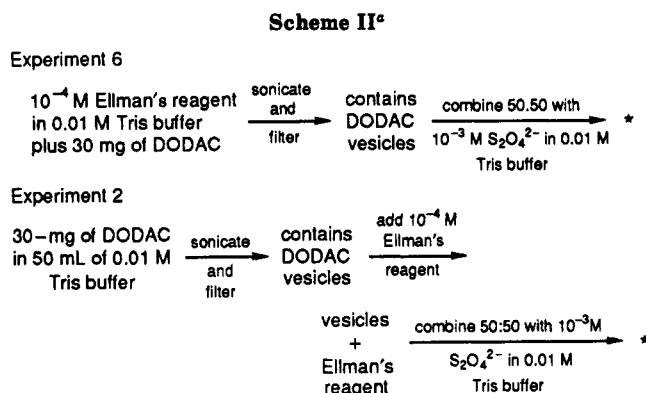 Scheme IIᵃ
Experiment 6
10⁻⁴ M Ellman's reagent
in 0.01 M Tris buffer
plus 30 mg of DODAC
sonicate
and
filter
contains
DODAC
vesicles
combine 50.50 with
10⁻³ M S₂O₄²⁻ in 0.01 M
Tris buffer
*
Experiment 2
30-mg of DODAC
in 50 mL of 0.01 M
Tris buffer
sonicate
and
filter
contains
DODAC
vesicles
add 10⁻⁴ M
Ellman's
reagent
vesicles
+
Ellman's
reagent
combine 50:50 with 10⁻³M
S₂O₄²⁻ in 0.01 M
Tris buffer
*